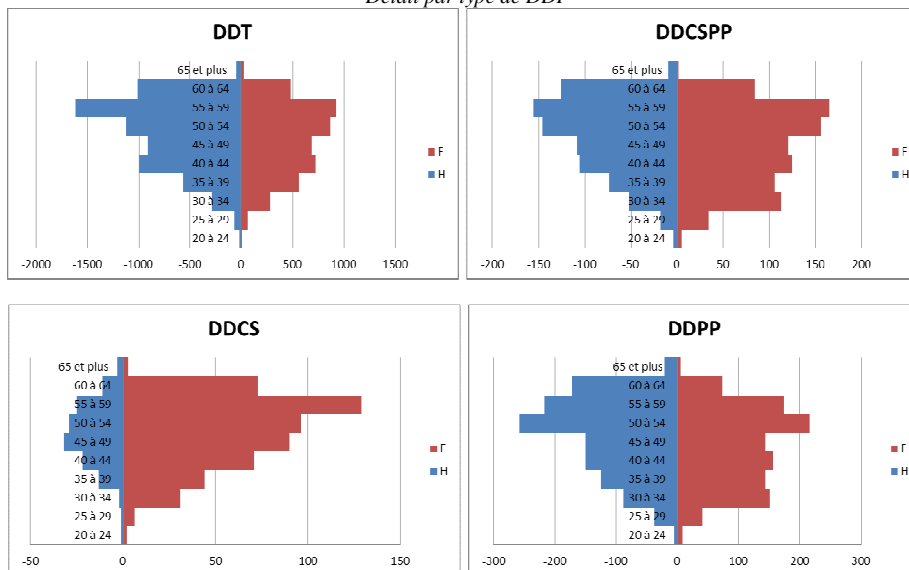 Détail par type de DDI
DDT
65 et plus
60 à 64
55 à 59
50 à 54
45 à 49
40 à 44
35 à 39
30 à 34
25 à 29
20 à 24
F
H
-2000 -1500 -1000 -500 0 500 1000 1500
DDCSPP
65 et plus
60 à 64
55 à 59
50 à 54
45 à 49
40 à 44
35 à 39
30 à 34
25 à 29
20 à 24
F
H
-200 -150 -100 -50 0 50 100 150 200
DDCS
65 et plus
60 à 64
55 à 59
50 à 54
45 à 49
40 à 44
35 à 39
30 à 34
25 à 29
20 à 24
F
H
-50 0 50 100 150
DDPP
65 et plus
60 à 64
55 à 59
50 à 54
45 à 49
40 à 44
35 à 39
30 à 34
25 à 29
20 à 24
F
H
-300 -200 -100 0 100 200 300